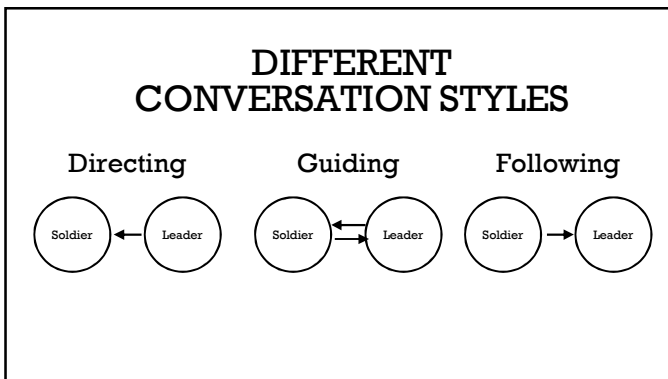 DIFFERENT
CONVERSATION STYLES
Directing
Guiding
Following
Soldier
Leader
Soldier
Leader
Soldier
Leader